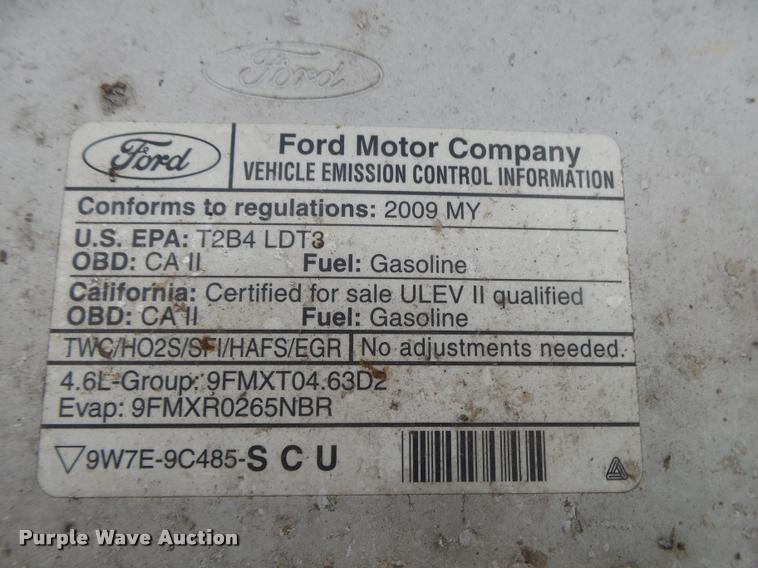 Ford
Ford
Ford Motor Company
VEHICLE EMISSION CONTROL INFORMATION
Conforms to regulations: 2009 MY
U.S. EPA: T2B4 LDT3
OBD: CA II Fuel: Gasoline
California: Certified for sale ULEV II qualified
OBD: CA II Fuel: Gasoline
TWC/HO2S/SFI/HAFS/EGR No adjustments needed.
4.6L-Group: 9FMXT04.63D2
Evap: 9FMXR0265NBR
9W7E-9C485-S C U
Purple Wave Auction